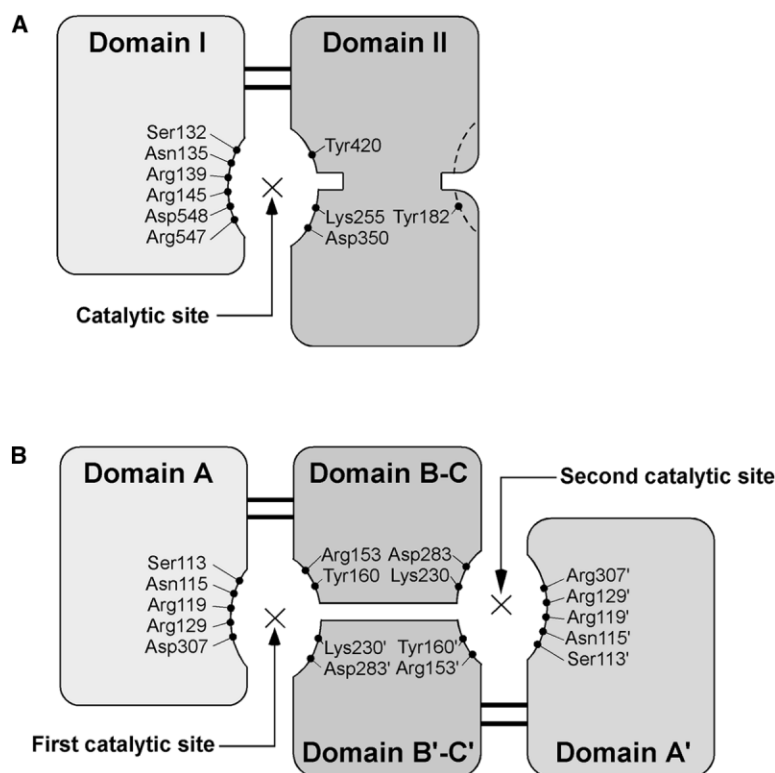 A
Domain I
Domain II
Ser132
Asn135
Arg139
Arg145
Asp548
Arg547
Tyr420
Lys255
Asp350
Tyr182
Catalytic site
B
Domain A
Domain B-C
Second catalytic site
Ser113
Asn115
Arg119
Arg129
Asp307
Arg153 Asp283
Tyr160 Lys230
Arg307'
Arg129'
Arg119'
Asn115'
Ser113'
Lys230' Tyr160'
Asp283' Arg153'
First catalytic site
Domain B'-C'
Domain A'